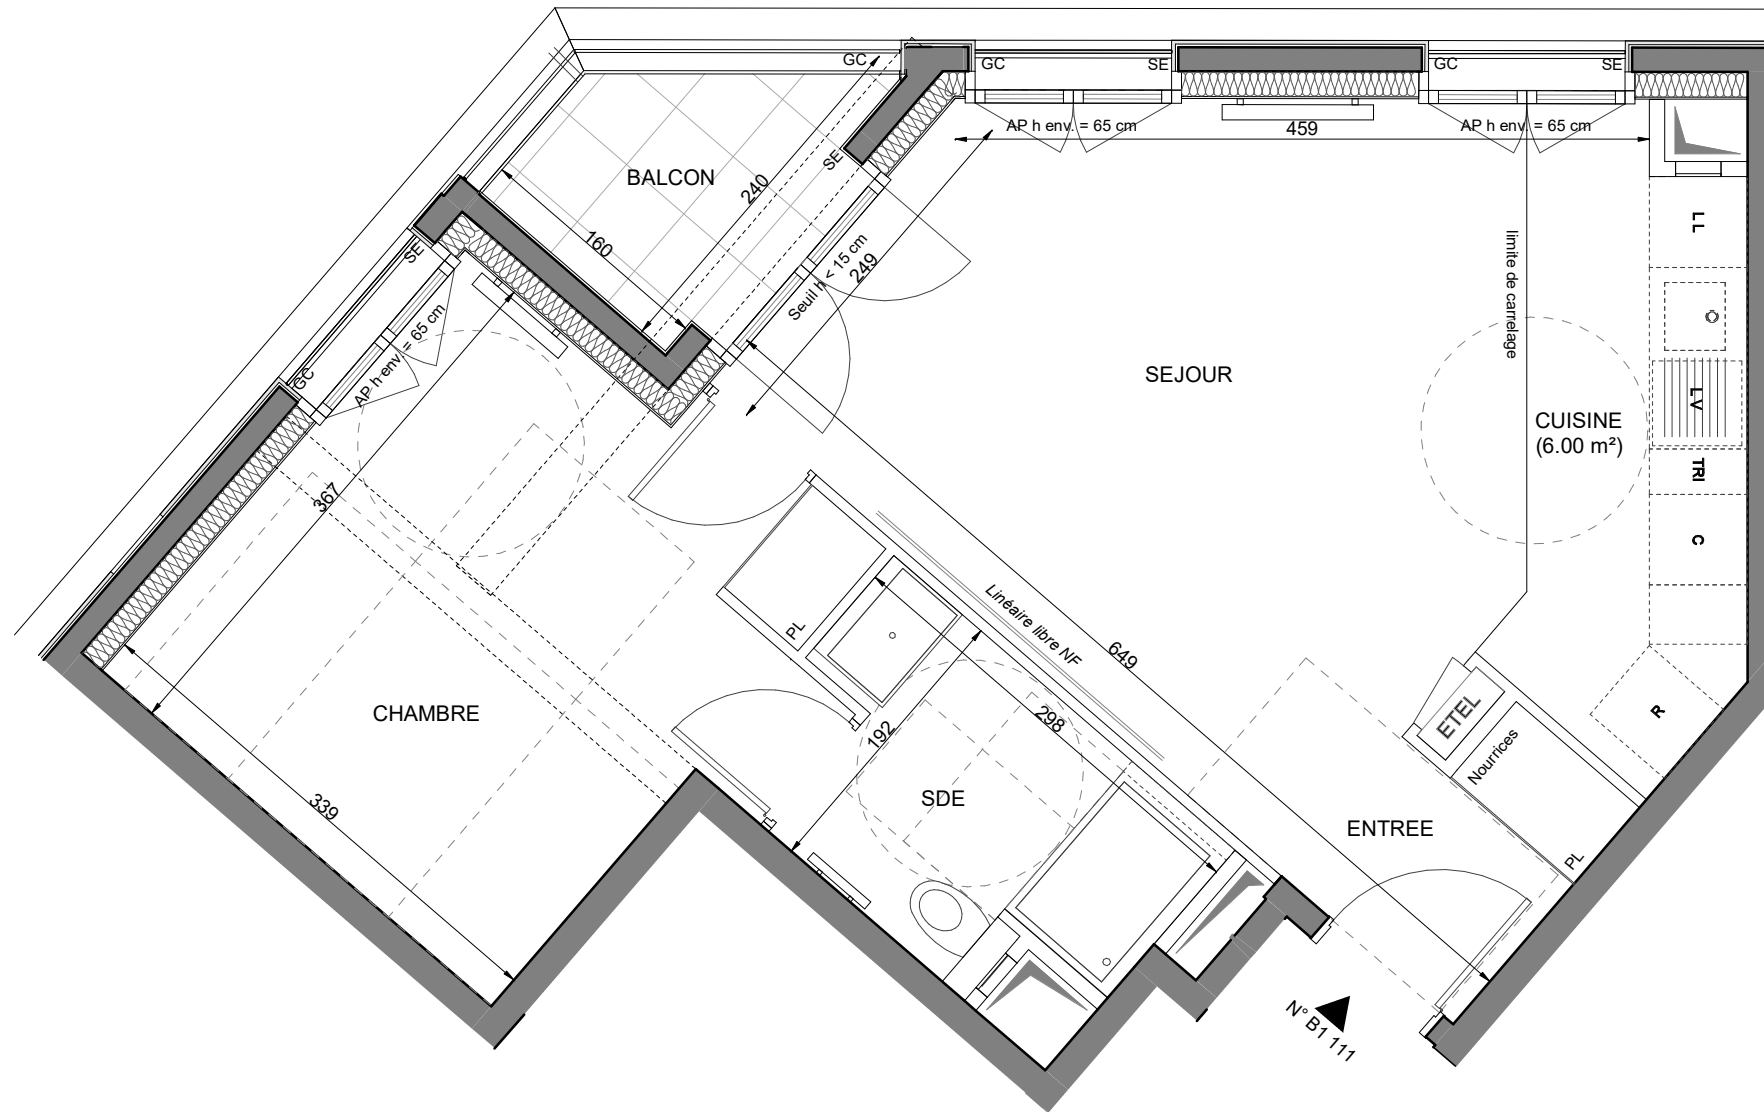 GC
GC
SE
GC
SE
AP h env. = 65 cm
459
AP h env. = 65 cm
SE
BALCON
240
160
LL
SE
Seuil h < 15 cm
249
limite de carrelage
GC
AP h env. = 65 cm
SEJOUR
LV
CUISINE
(6.00 m²)
TRI
367
C
Linéaire libre NF
PL
649
CHAMBRE
192
298
ETEL
R
Nourrices
339
SDE
ENTREE
PL
N° B1 111